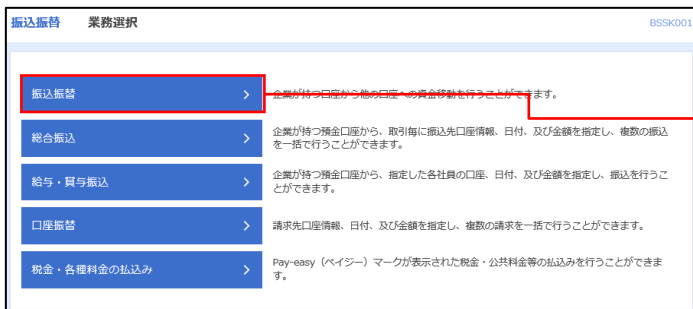 振込振替 業務選択 BSSK001
振込振替
企業が持つ口座から他の口座への資金移動を行うことができます。
総合振込
企業が持つ預金口座から、取引毎に振込先口座情報、日付、及び金額を指定し、複数の振込
を一括で行うことができます。
給与・賞与振込
企業が持つ預金口座から、指定した各社員の口座、日付、及び金額を指定し、振込を行うこ
とができます。
口座振替
請求先口座情報、日付、及び金額を指定し、複数の請求を一括で行うことができます。
税金・各種料金の払込み
Pay-easy（ペイジー）マークが表示された税金・公共料金等の払込みを行うことができま
す。